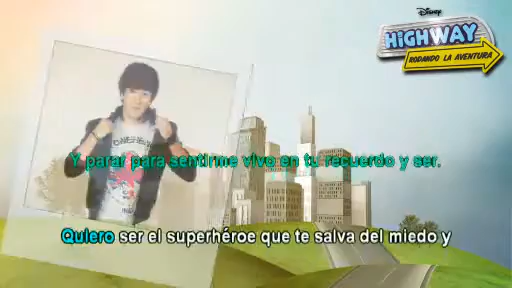 Disney
HiGHWAY
RODANDO LA AVENTURA
Y parar para sentirme vivo en tu recuerdo y ser.
Quiero ser el superhéroe que te salva del miedo y